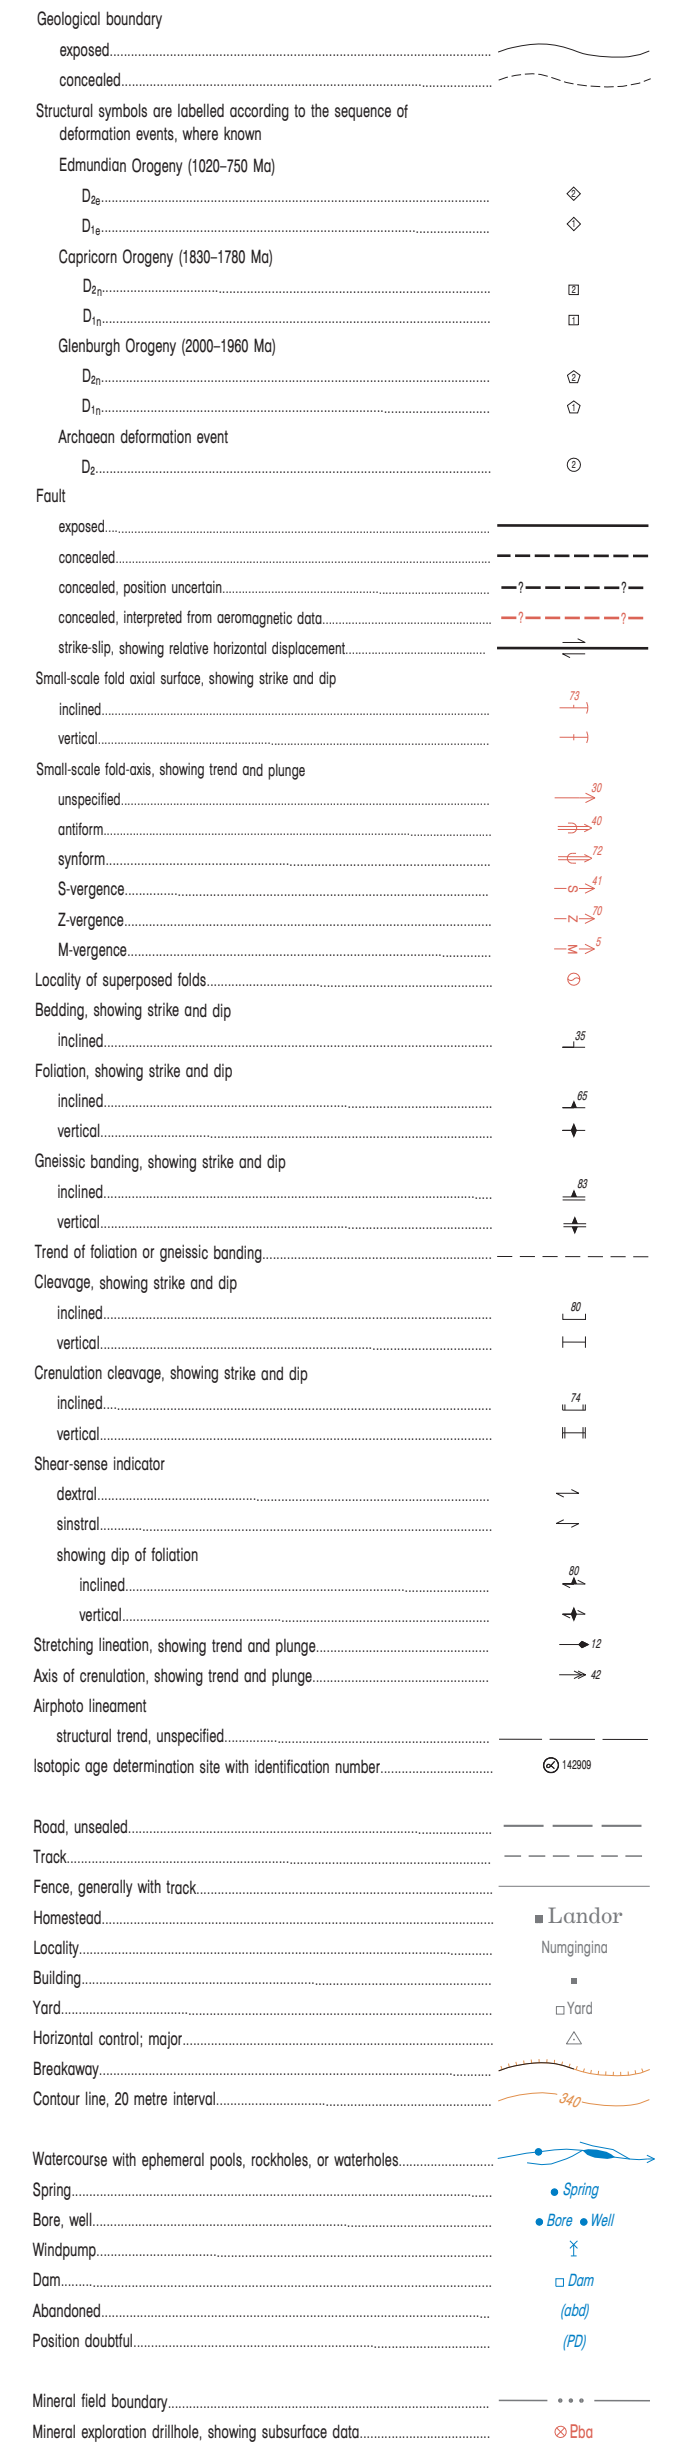 Geological boundary
exposed
concealed
Structural symbols are labelled according to the sequence of
deformation events, where known
Edmundian Orogeny (1020–750 Ma)
D2e 2
D1e 1
Capricorn Orogeny (1830–1780 Ma)
D2n 2
D1n 1
Glenburgh Orogeny (2000–1960 Ma)
D2n 2
D1n 1
Archaean deformation event
D2 2
Fault
exposed
concealed
concealed, position uncertain ? ?
concealed, interpreted from aeromagnetic data ? ?
strike-slip, showing relative horizontal displacement
Small-scale fold axial surface, showing strike and dip
inclined 73
vertical
Small-scale fold-axis, showing trend and plunge
unspecified 30
antiform 40
synform 72
S-vergence S 41
Z-vergence Z 70
M-vergence M 5
Locality of superposed folds
Bedding, showing strike and dip
inclined 35
Foliation, showing strike and dip
inclined 65
vertical
Gneissic banding, showing strike and dip
inclined 83
vertical
Trend of foliation or gneissic banding
Cleavage, showing strike and dip
inclined 80
vertical
Crenulation cleavage, showing strike and dip
inclined 74
vertical
Shear-sense indicator
dextral
sinstral
showing dip of foliation
inclined 80
vertical
Stretching lineation, showing trend and plunge 12
Axis of crenulation, showing trend and plunge 42
Airphoto lineament
structural trend, unspecified
Isotopic age determination site with identification number 142909
Road, unsealed
Track
Fence, generally with track
Homestead Landor
Locality Numgingina
Building
Yard Yard
Horizontal control; major
Breakaway
Contour line, 20 metre interval 340
Watercourse with ephemeral pools, rockholes, or waterholes
Spring Spring
Bore, well Bore Well
Windpump
Dam Dam
Abandoned (abd)
Position doubtful (PD)
Mineral field boundary
Mineral exploration drillhole, showing subsurface data Pba